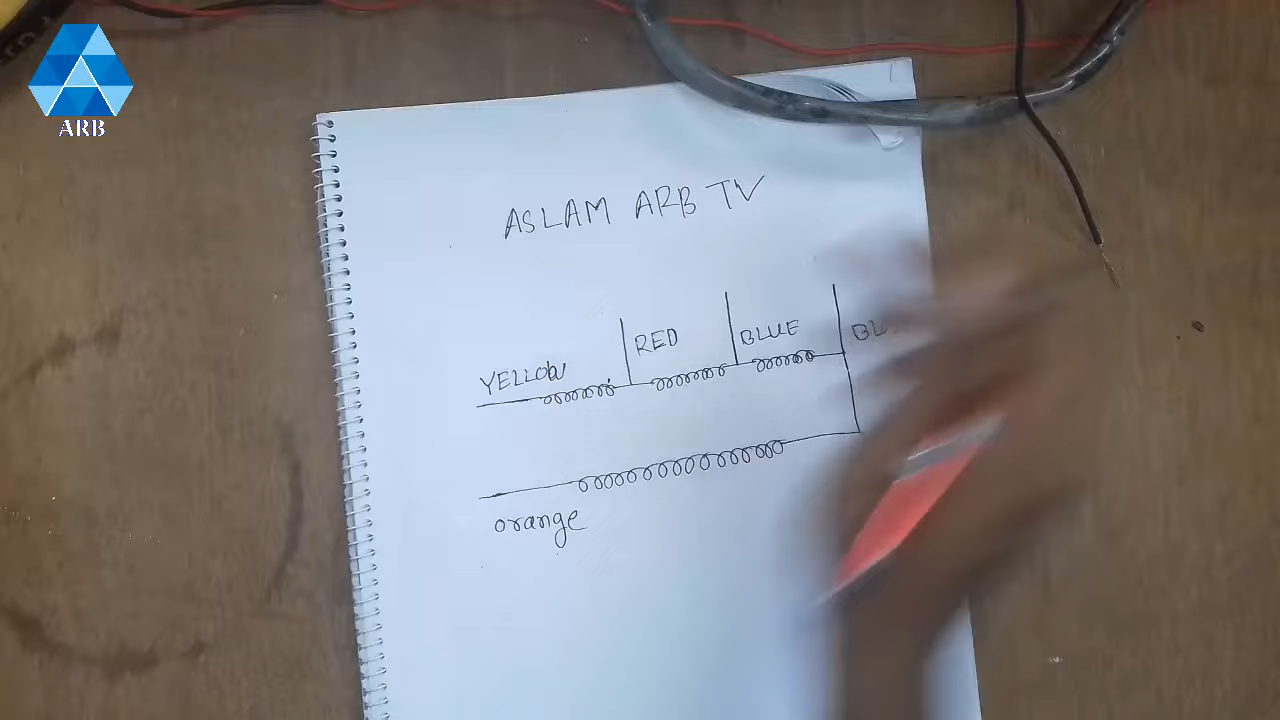 ARB
ASLAM ARB TV
RED
BLUE
YELLOW
orange